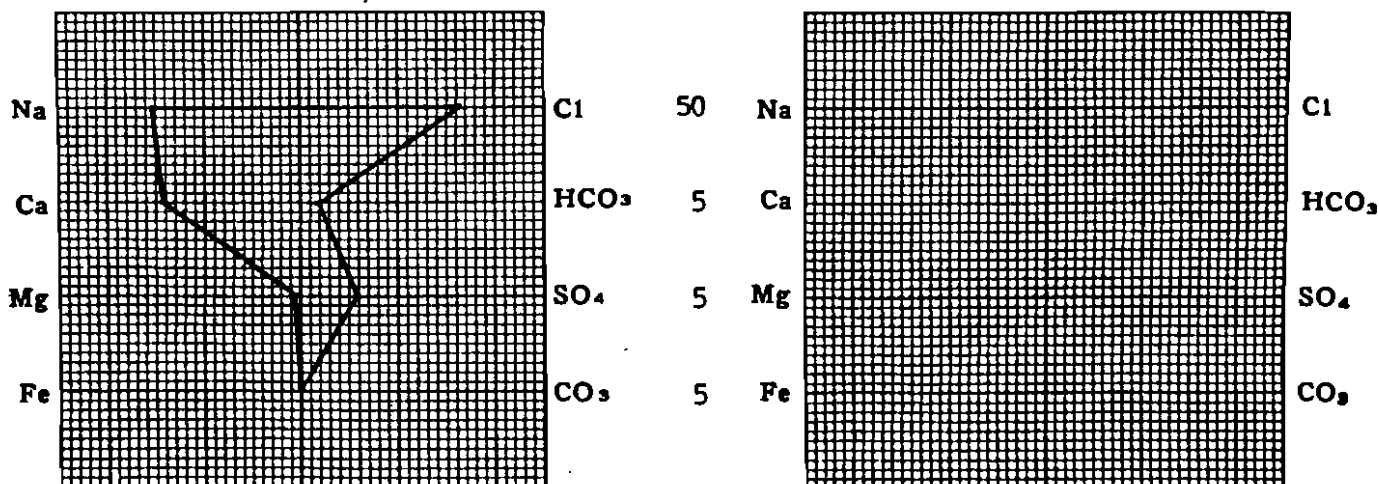 Na Cl 50 Na Cl
Ca HCO₃ 5 Ca HCO₃
Mg SO₄ 5 Mg SO₄
Fe CO₃ 5 Fe CO₃